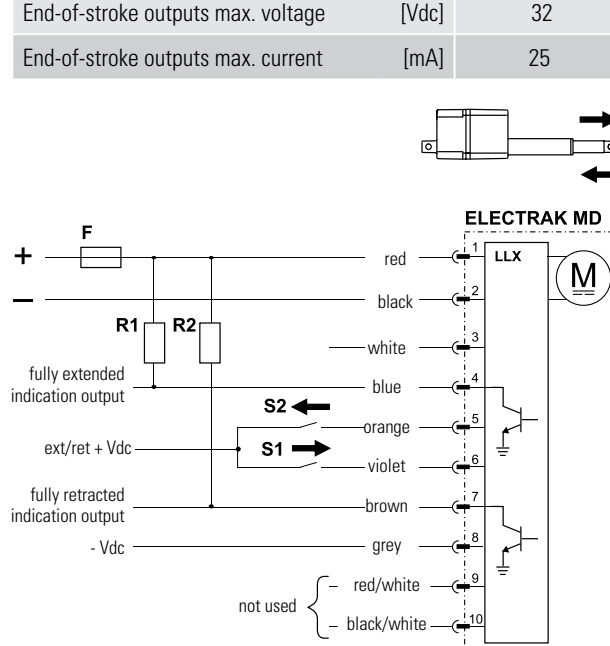 End-of-stroke outputs max. voltage [Vdc] 32
End-of-stroke outputs max. current [mA] 25
ELECTRAK MD
F
+ red 1 LLX M
− black 2
R1 R2
white 3
fully extended
indication output
blue 4
S2
orange 5
ext/ret + Vdc
S1
violet 6
fully retracted
indication output
brown 7
- Vdc grey 8
not used
red/white 9
black/white 10